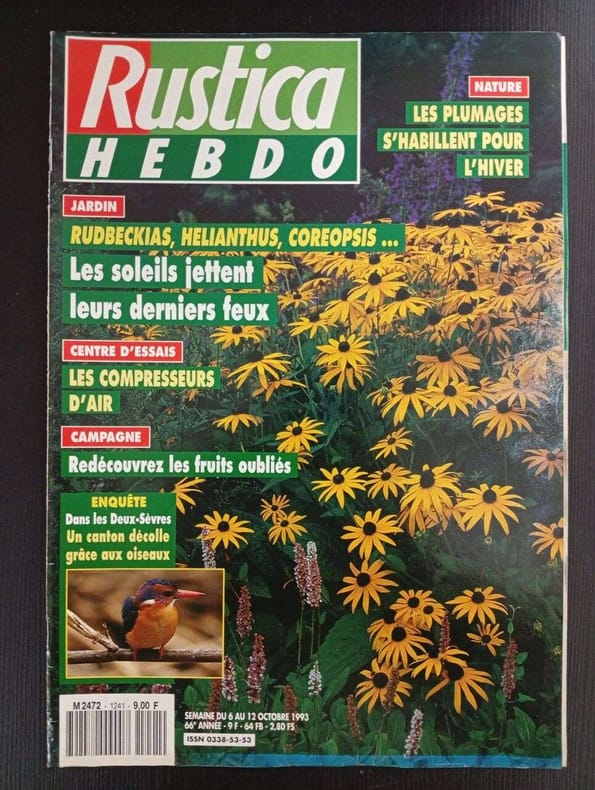 Rustica
HEBDO
NATURE
LES PLUMAGES
S'HABILLENT POUR
L'HIVER
JARDIN
RUDBECKIAS, HELIANTHUS, COREOPSIS ...
Les soleils jettent
leurs derniers feux
CENTRE D'ESSAIS
LES COMPRESSEURS
D'AIR
CAMPAGNE
Redécouvrez les fruits oubliés
ENQUÊTE
Dans les Deux-Sèvres
Un canton décolle
grâce aux oiseaux
M 2472 - 1241 - 9,00 F
SEMAINE DU 6 AU 12 OCTOBRE 1993
66e ANNÉE - 9 F - 64 FB - 2,80 FS
ISSN 0338-53-53